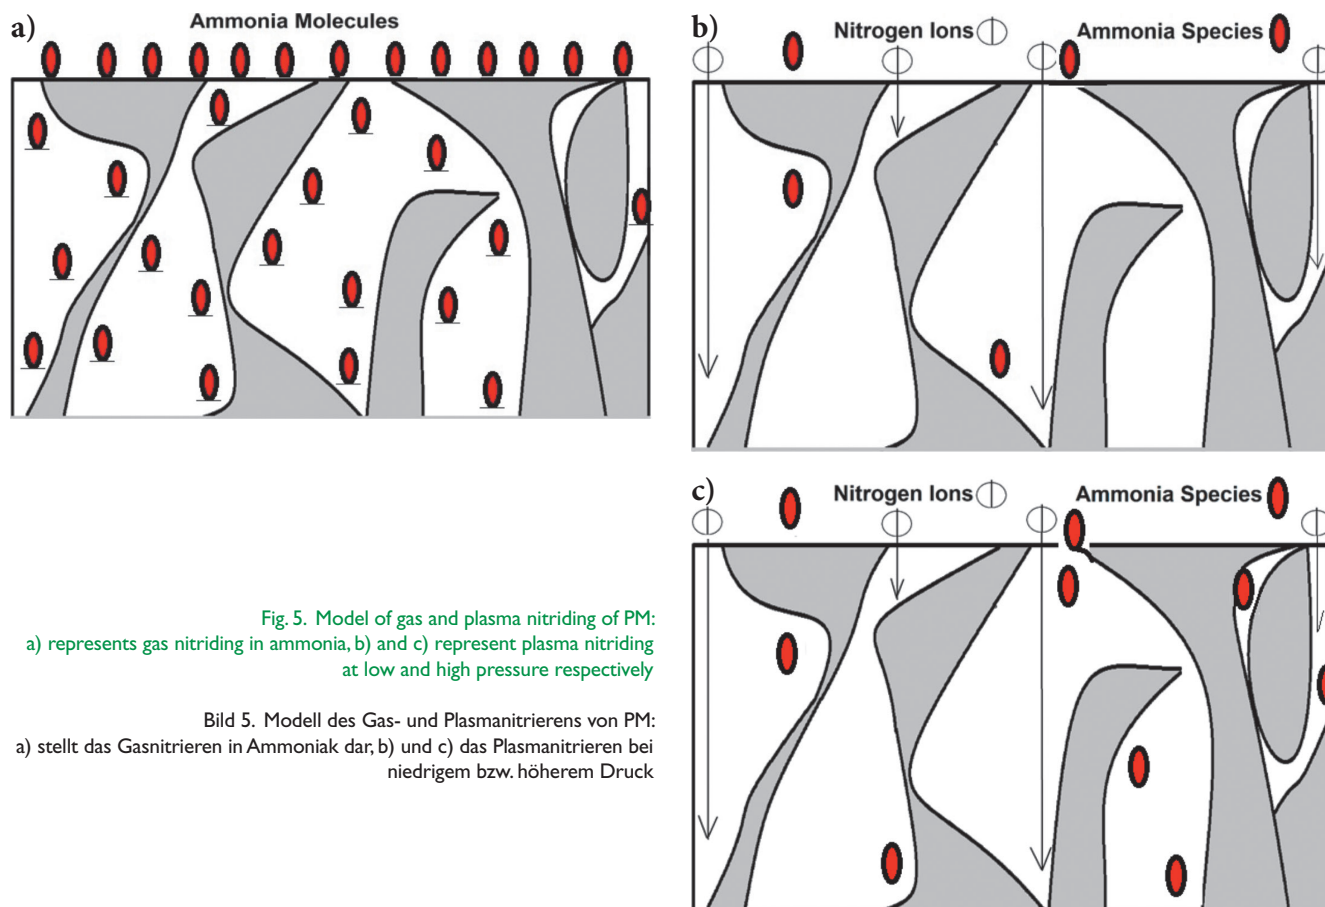 a)
Ammonia Molecules
b)
Nitrogen Ions
Ammonia Species
c)
Nitrogen Ions
Ammonia Species
Fig. 5. Model of gas and plasma nitriding of PM:
a) represents gas nitriding in ammonia, b) and c) represent plasma nitriding
at low and high pressure respectively
Bild 5. Modell des Gas- und Plasmanitrierens von PM:
a) stellt das Gasnitrieren in Ammoniak dar, b) und c) das Plasmanitrieren bei
niedrigem bzw. höherem Druck